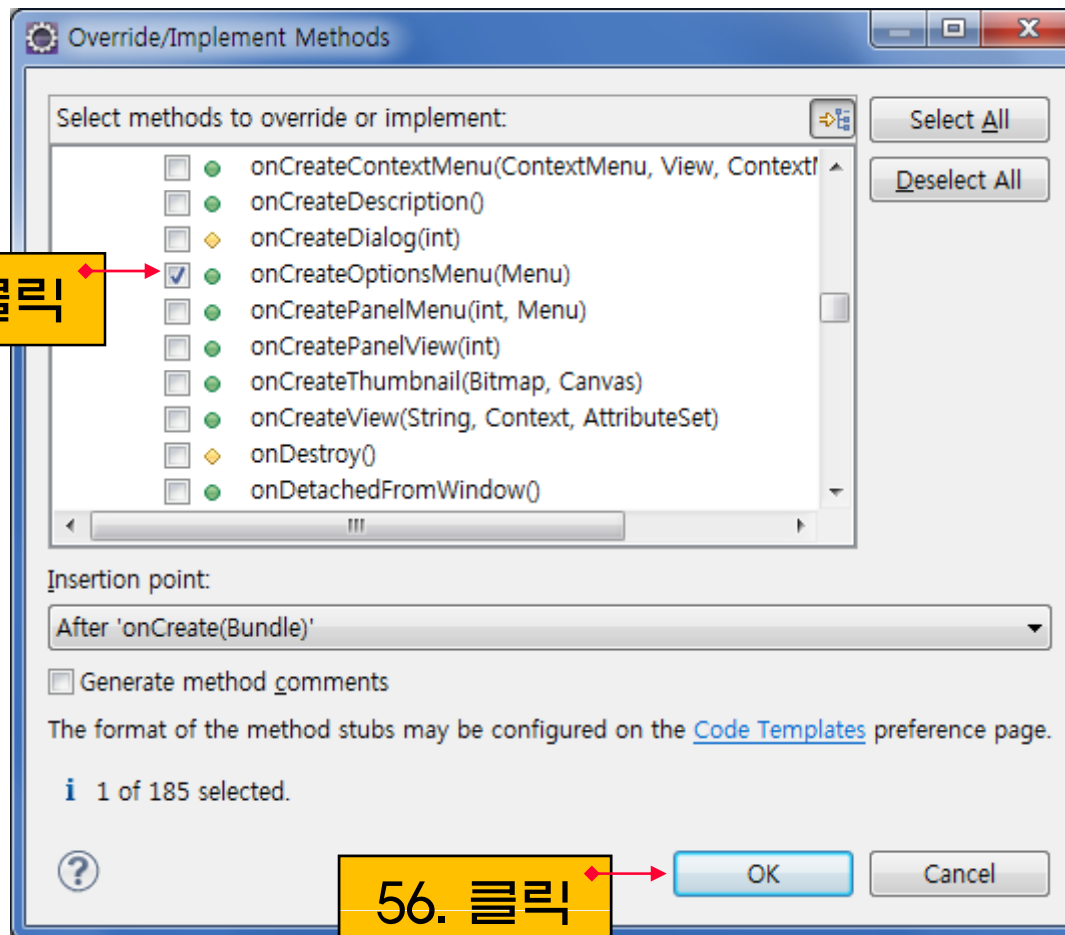 Override/Implement Methods
Select methods to override or implement:
Select All
Deselect All
onCreateContextMenu(ContextMenu, View, Context
onCreateDescription()
onCreateDialog(int)
onCreateOptionsMenu(Menu)
클릭
onCreatePanelMenu(int, Menu)
onCreatePanelView(int)
onCreateThumbnail(Bitmap, Canvas)
onCreateView(String, Context, AttributeSet)
onDestroy()
onDetachedFromWindow()
Insertion point:
After 'onCreate(Bundle)'
Generate method comments
The format of the method stubs may be configured on the Code Templates preference page.
i 1 of 185 selected.
?
56. 클릭
OK
Cancel